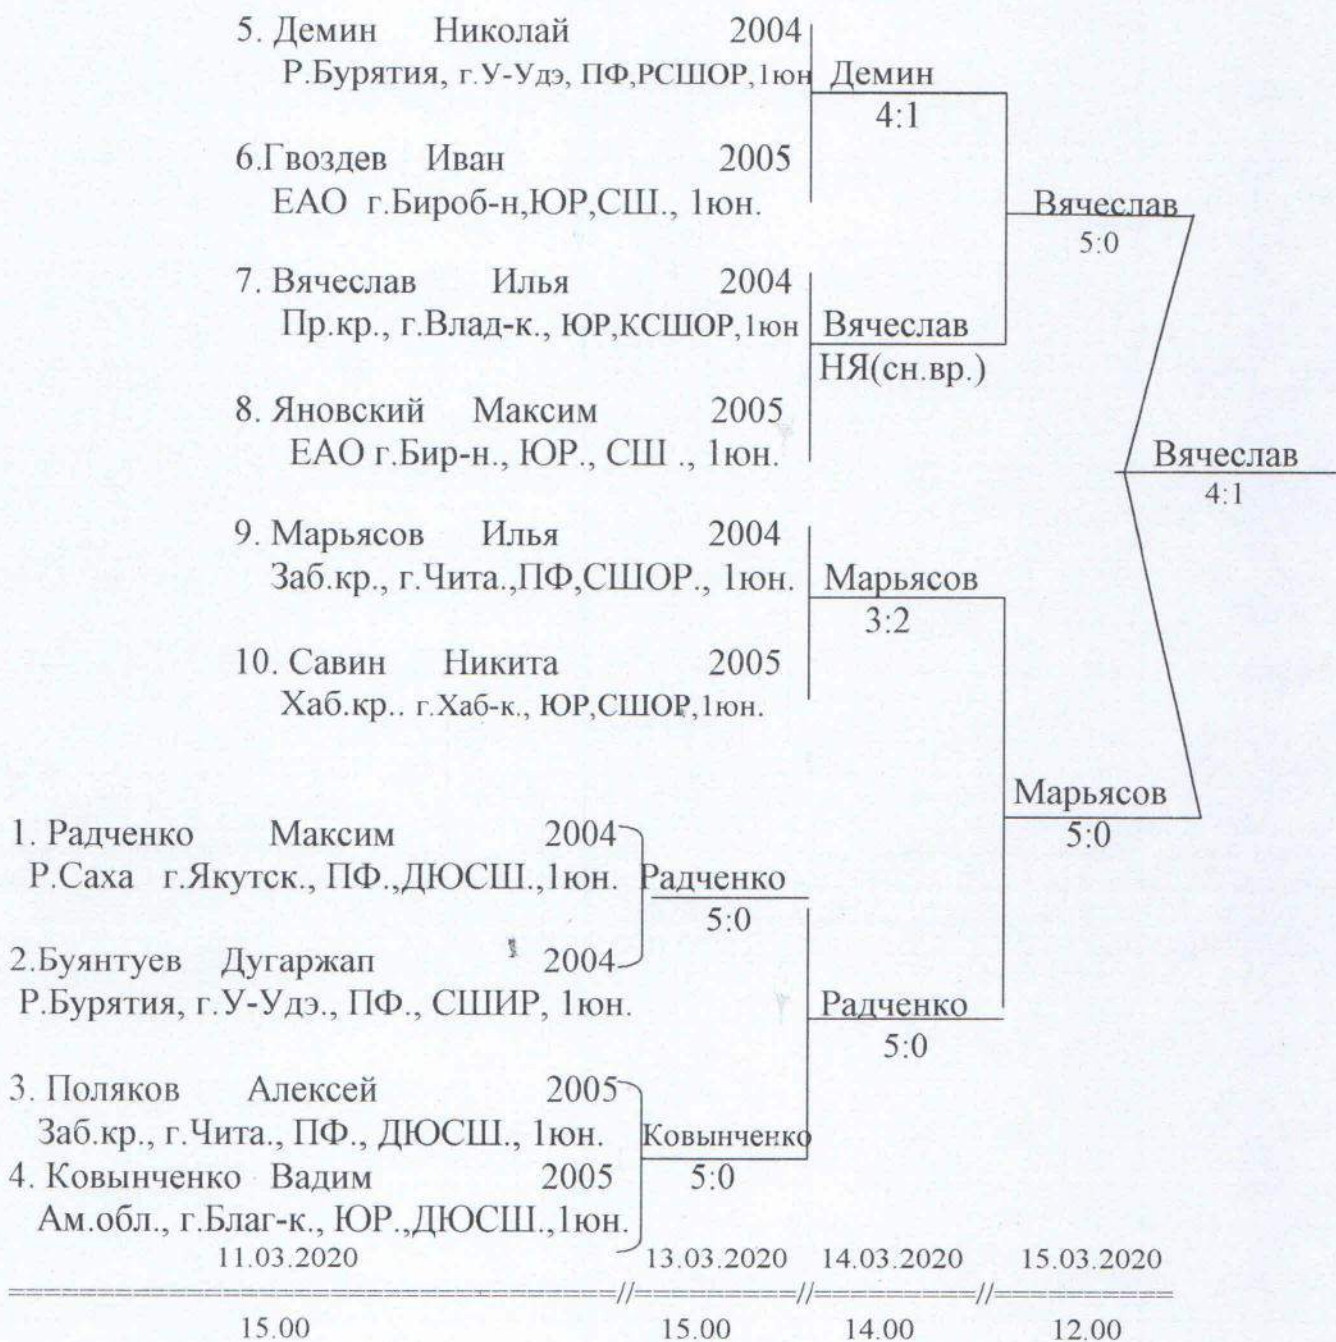 5. Демин Николай 2004
Р.Бурятия, г.У-Удэ, ПФ,РСШОР,1юн
Демин
4:1
6.Гвоздев Иван 2005
ЕАО г.Бироб-н,ЮР,СШ., 1юн.
Вячеслав
5:0
7. Вячеслав Илья 2004
Пр.кр., г.Влад-к., ЮР,КСШОР,1юн
Вячеслав
НЯ(сн.вр.)
8. Яновский Максим 2005
ЕАО г.Бир-н., ЮР., СШ ., 1юн.
Вячеслав
4:1
9. Марьясов Илья 2004
Заб.кр., г.Чита.,ПФ,СШОР., 1юн.
Марьясов
3:2
10. Савин Никита 2005
Хаб.кр.. г.Хаб-к., ЮР,СШОР,1юн.
Марьясов
5:0
1. Радченко Максим 2004
Р.Саха г.Якутск., ПФ.,ДЮСШ.,1юн.
Радченко
5:0
2.Буянтуев Дугаржап 2004
Р.Бурятия, г.У-Удэ., ПФ., СШИР, 1юн.
Радченко
5:0
3. Поляков Алексей 2005
Заб.кр., г.Чита., ПФ., ДЮСШ., 1юн.
Ковынченко
5:0
4. Ковынченко Вадим 2005
Ам.обл., г.Благ-к., ЮР.,ДЮСШ.,1юн.
11.03.2020 13.03.2020 14.03.2020 15.03.2020
===================================//=========//=========//==========
15.00 15.00 14.00 12.00